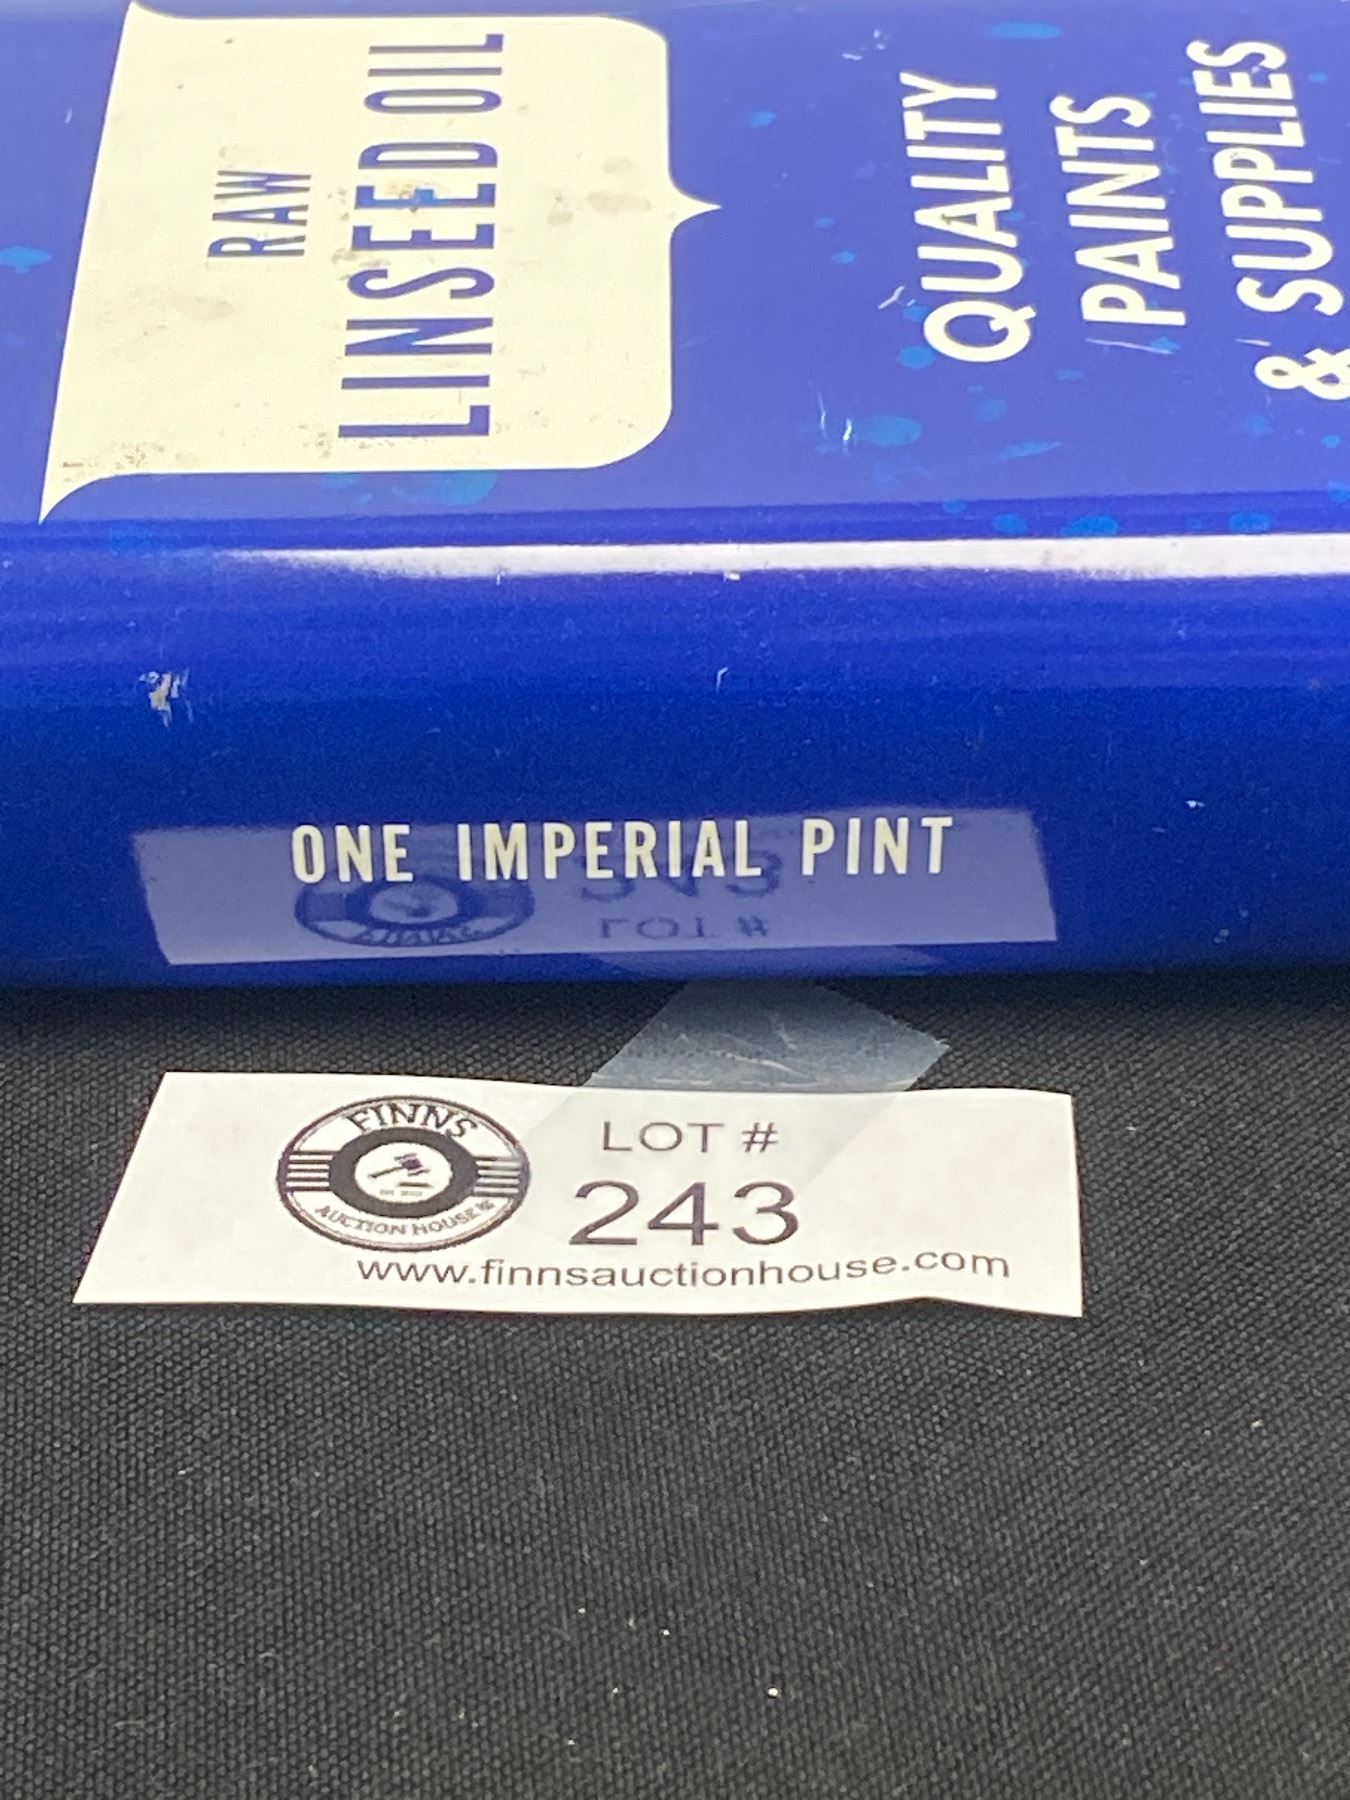 RAW
LINSEED OIL
QUALITY
PAINTS
& SUPPLIES
ONE IMPERIAL PINT
FINNS
AUCTION HOUSE
LOT #
243
www.finnsauctionhouse.com